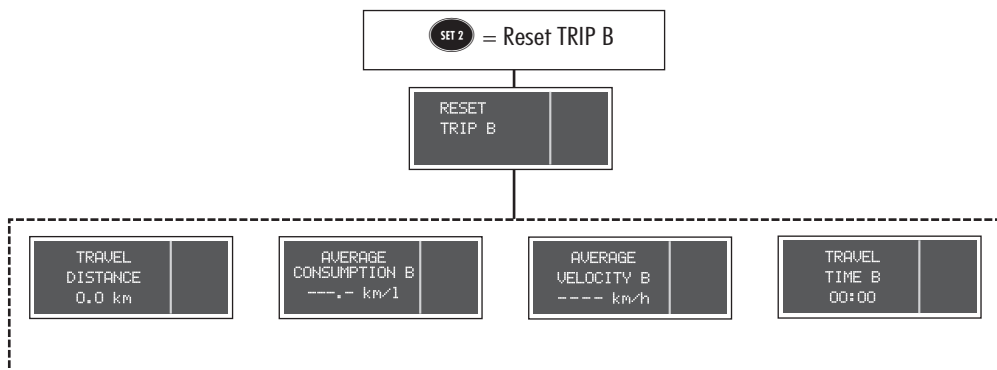 SET 2 = Reset TRIP B
RESET
TRIP B
TRAVEL
DISTANCE
0.0 km
AVERAGE
CONSUMPTION B
---.- km/l
AVERAGE
VELOCITY B
---- km/h
TRAVEL
TIME B
00:00